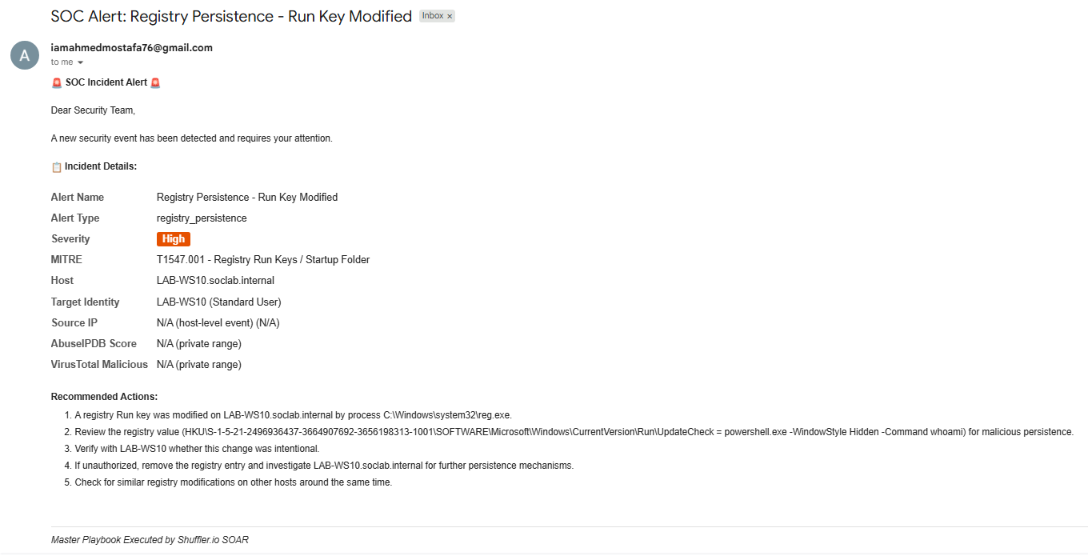 SOC Alert: Registry Persistence - Run Key Modified Inbox x
A
iamahmedmostafa76@gmail.com
to me
🚨 SOC Incident Alert 🚨
Dear Security Team,
A new security event has been detected and requires your attention.
📋 Incident Details:
Alert Name Registry Persistence - Run Key Modified
Alert Type registry_persistence
Severity High
MITRE T1547.001 - Registry Run Keys / Startup Folder
Host LAB-WS10.soclab.internal
Target Identity LAB-WS10 (Standard User)
Source IP N/A (host-level event) (N/A)
AbuseIPDB Score N/A (private range)
VirusTotal Malicious N/A (private range)
Recommended Actions:
1. A registry Run key was modified on LAB-WS10.soclab.internal by process C:\Windows\system32\reg.exe.
2. Review the registry value (HKU\S-1-5-21-2496936437-3664907692-3656198313-1001\SOFTWARE\Microsoft\Windows\CurrentVersion\Run\UpdateCheck = powershell.exe -WindowStyle Hidden -Command whoami) for malicious persistence.
3. Verify with LAB-WS10 whether this change was intentional.
4. If unauthorized, remove the registry entry and investigate LAB-WS10.soclab.internal for further persistence mechanisms.
5. Check for similar registry modifications on other hosts around the same time.
Master Playbook Executed by Shuffler.io SOAR